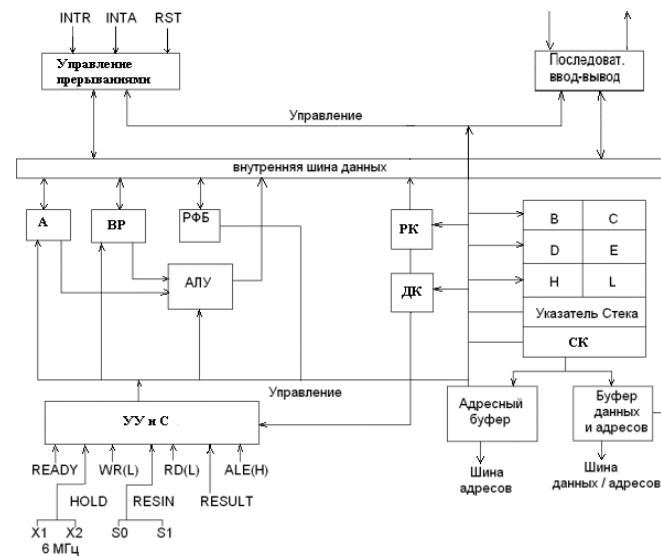 INTR INTA RST
Управление
прерываниями
Последоват.
ввод-вывод
Управление
внутренняя шина данных
А
ВР
РФБ
РК
B C
D E
H L
АЛУ
ДК
Указатель Стека
СК
Управление
УУ и С
Адресный
буфер
Буфер
данных
и адресов
READY WR(L) RD(L) ALE(H)
HOLD RESIN RESULT
Шина
адресов
Шина
данных / адресов
X1 X2 S0 S1
6 МГц